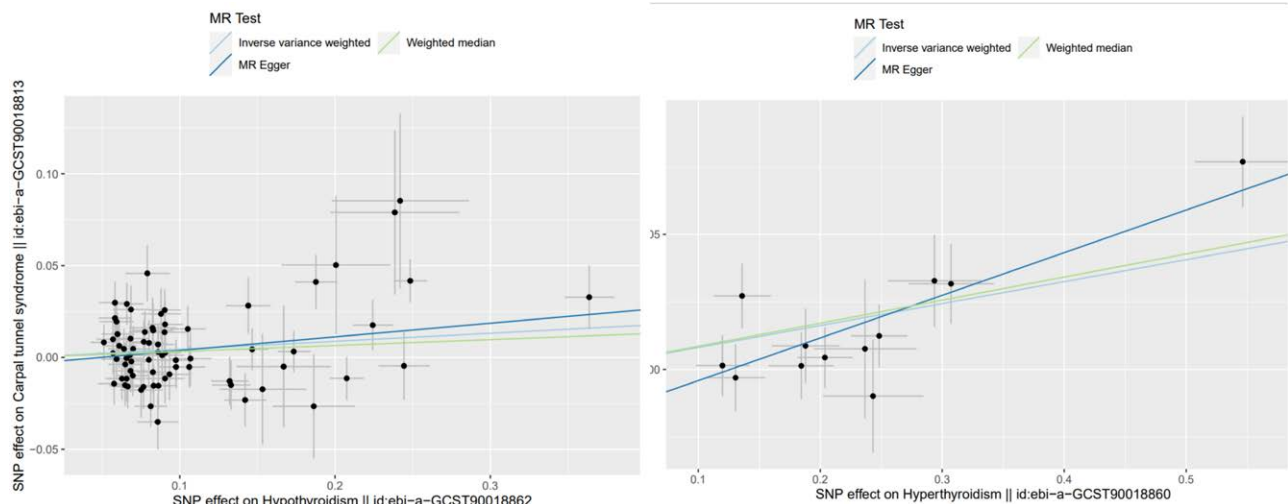 MR Test
Inverse variance weighted
Weighted median
MR Egger
SNP effect on Carpal tunnel syndrome || id:ebi-a-GCST90018813
0.10
0.05
0.00
−0.05
0.1
0.2
0.3
SNP effect on Hypothyroidism || id:ebi-a-GCST90018862
MR Test
Inverse variance weighted
Weighted median
MR Egger
05
00
0.1
0.2
0.3
0.4
0.5
SNP effect on Hyperthyroidism || id:ebi-a-GCST90018860